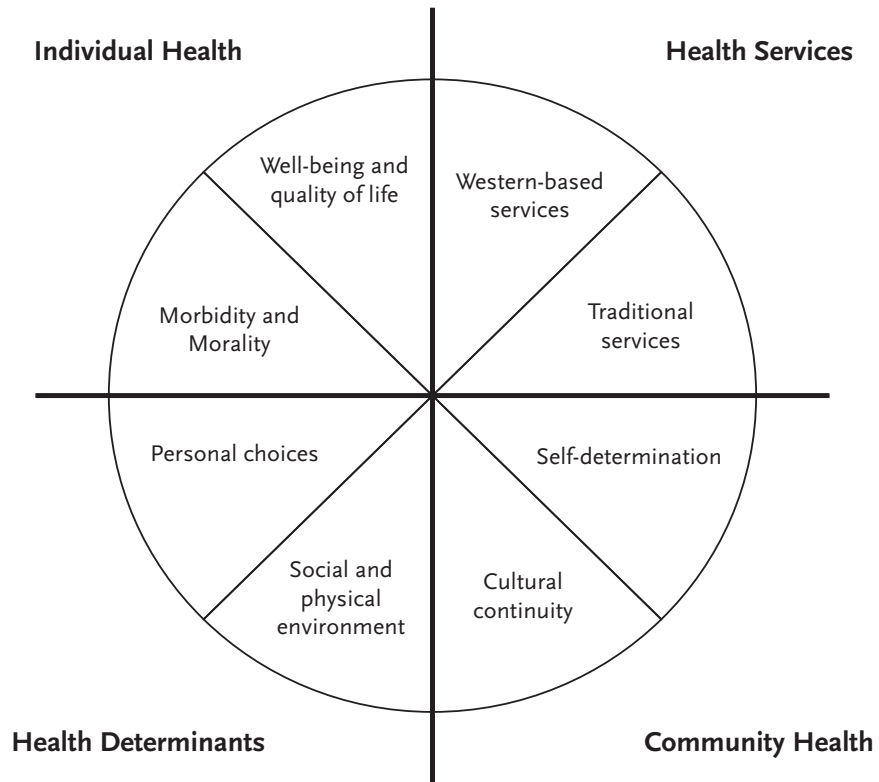 Individual Health
Health Services
Well-being and
quality of life
Western-based
services
Morbidity and
Morality
Traditional
services
Personal choices
Self-determination
Social and
physical
environment
Cultural
continuity
Health Determinants
Community Health